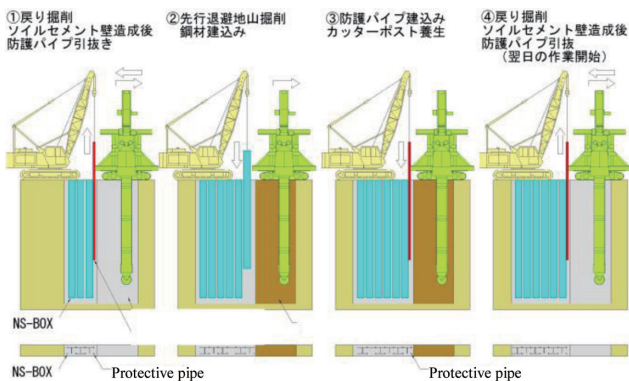 ①戻り掘削
ソイルセメント壁造成後
防護パイプ引抜き
②先行退避地山掘削
鋼材建込み
③防護パイプ建込み
カッターポスト養生
④戻り掘削
ソイルセメント壁造成後
防護パイプ引抜
(翌日の作業開始)
NS-BOX
NS-BOX
Protective pipe
Protective pipe